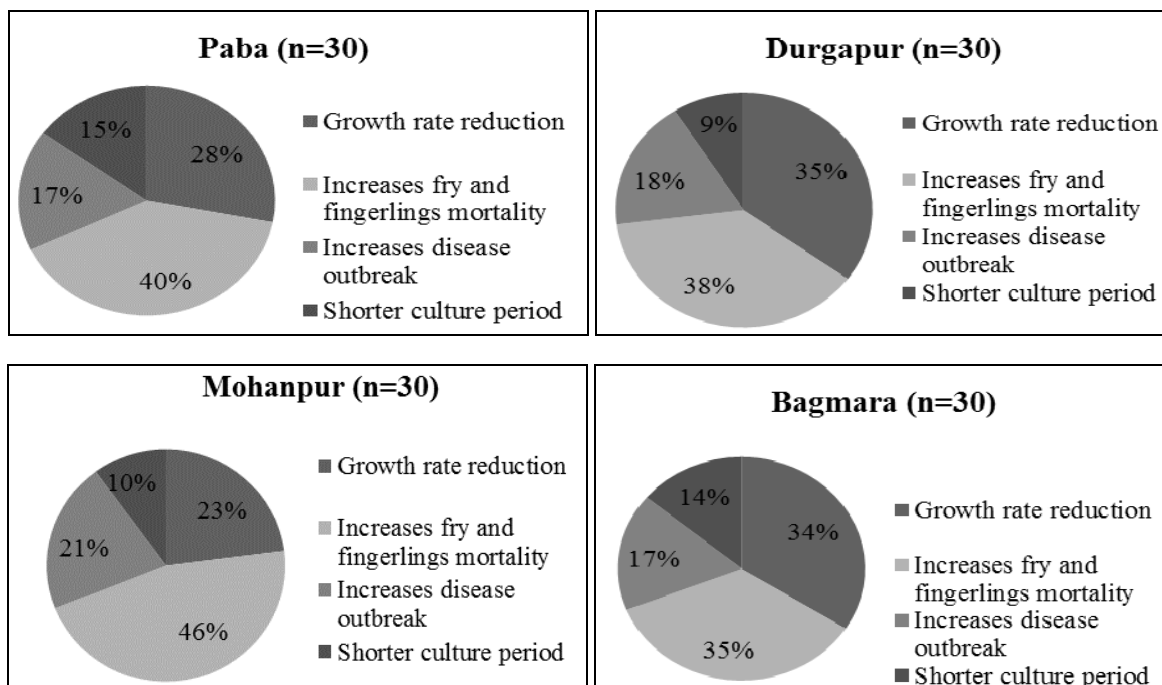 Paba (n=30)
15%
28%
17%
40%
Growth rate reduction
Increases fry and
fingerlings mortality
Increases disease
outbreak
Shorter culture period
Durgapur (n=30)
9%
35%
18%
38%
Growth rate reduction
Increases fry and
fingerlings mortality
Increases disease
outbreak
Shorter culture period
Mohanpur (n=30)
10%
23%
21%
46%
Growth rate reduction
Increases fry and
fingerlings mortality
Increases disease
outbreak
Shorter culture period
Bagmara (n=30)
14%
34%
17%
35%
Growth rate reduction
Increases fry and
fingerlings mortality
Increases disease
outbreak
Shorter culture period